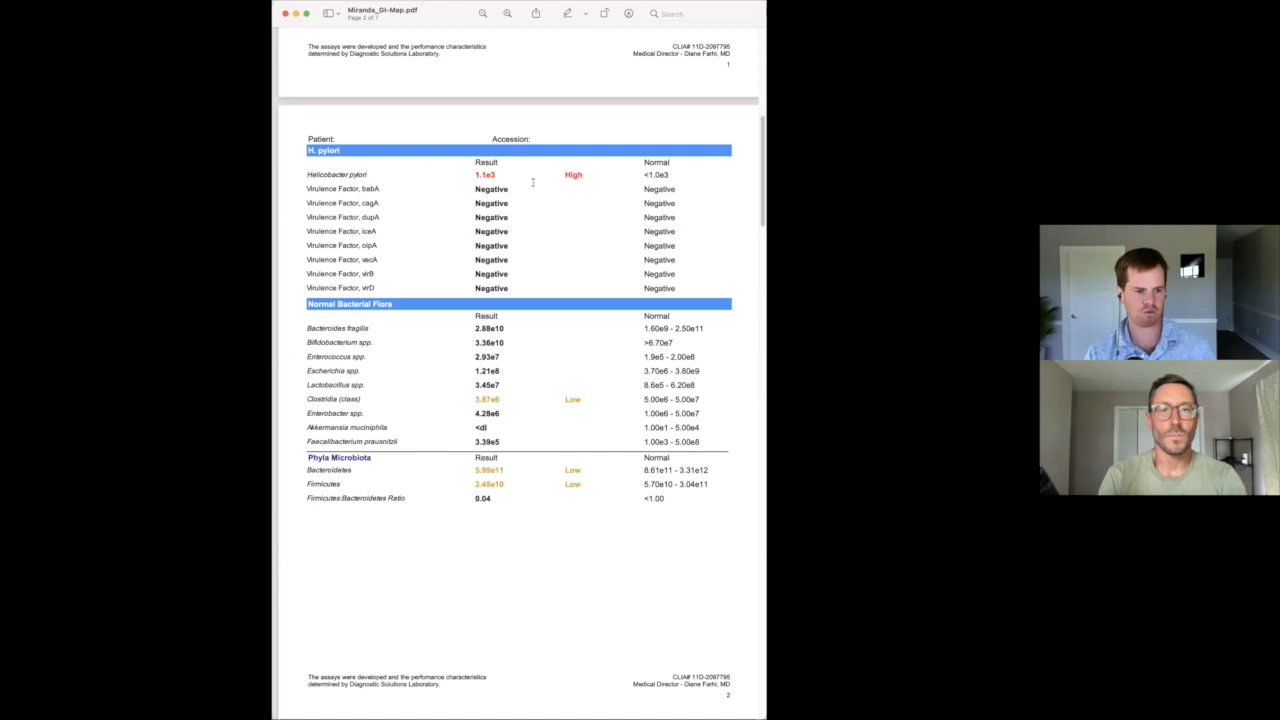 Miranda_GI-Map.pdf
Page 2 of 7
Search
The assays were developed and the perfomance characteristics
determined by Diagnostic Solutions Laboratory.
CLIA# 11D-2097795
Medical Director - Diane Farhi, MD
1
Patient: Accession:
H. pylori
Result Normal
Helicobacter pylori 1.1e3 High <1.0e3
Virulence Factor, babA Negative Negative
Virulence Factor, cagA Negative Negative
Virulence Factor, dupA Negative Negative
Virulence Factor, iceA Negative Negative
Virulence Factor, oipA Negative Negative
Virulence Factor, vacA Negative Negative
Virulence Factor, virB Negative Negative
Virulence Factor, virD Negative Negative
Normal Bacterial Flora
Result Normal
Bacteroides fragilis 2.88e10 1.60e9 - 2.50e11
Bifidobacterium spp. 3.36e10 >6.70e7
Enterococcus spp. 2.93e7 1.9e5 - 2.00e8
Escherichia spp. 1.21e8 3.70e6 - 3.80e9
Lactobacillus spp. 3.45e7 8.6e5 - 6.20e8
Clostridia (class) 3.87e6 Low 5.00e6 - 5.00e7
Enterobacter spp. 4.28e6 1.00e6 - 5.00e7
Akkermansia muciniphila <dl 1.00e1 - 5.00e4
Faecalibacterium prausnitzii 3.39e5 1.00e3 - 5.00e8
Phyla Microbiota Result Normal
Bacteroidetes 5.99e11 Low 8.61e11 - 3.31e12
Firmicutes 2.45e10 Low 5.70e10 - 3.04e11
Firmicutes:Bacteroidetes Ratio 0.04 <1.00
The assays were developed and the perfomance characteristics
determined by Diagnostic Solutions Laboratory.
CLIA# 11D-2097795
Medical Director - Diane Farhi, MD
2